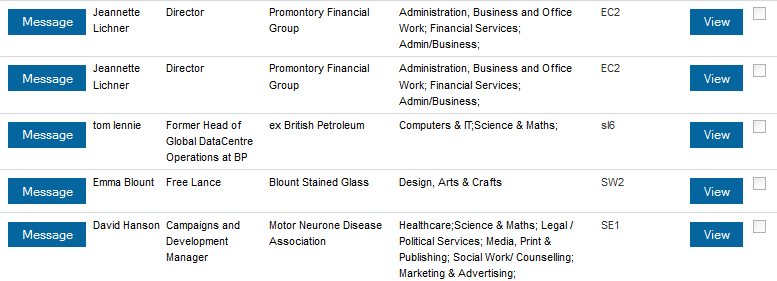 Message Jeannette Director Promontory Financial Administration, Business and Office EC2 View
Lichner Group Work; Financial Services;
Admin/Business;
Message Jeannette Director Promontory Financial Administration, Business and Office EC2 View
Lichner Group Work; Financial Services;
Admin/Business;
Message tom lennie Former Head of ex British Petroleum Computers & IT;Science & Maths; sl6 View
Global DataCentre
Operations at BP
Message Emma Blount Free Lance Blount Stained Glass Design, Arts & Crafts SW2 View
Message David Hanson Campaigns and Motor Neurone Disease Healthcare;Science & Maths; Legal / SE1 View
Development Association Political Services; Media, Print &
Manager Publishing; Social Work/ Counselling;
Marketing & Advertising;